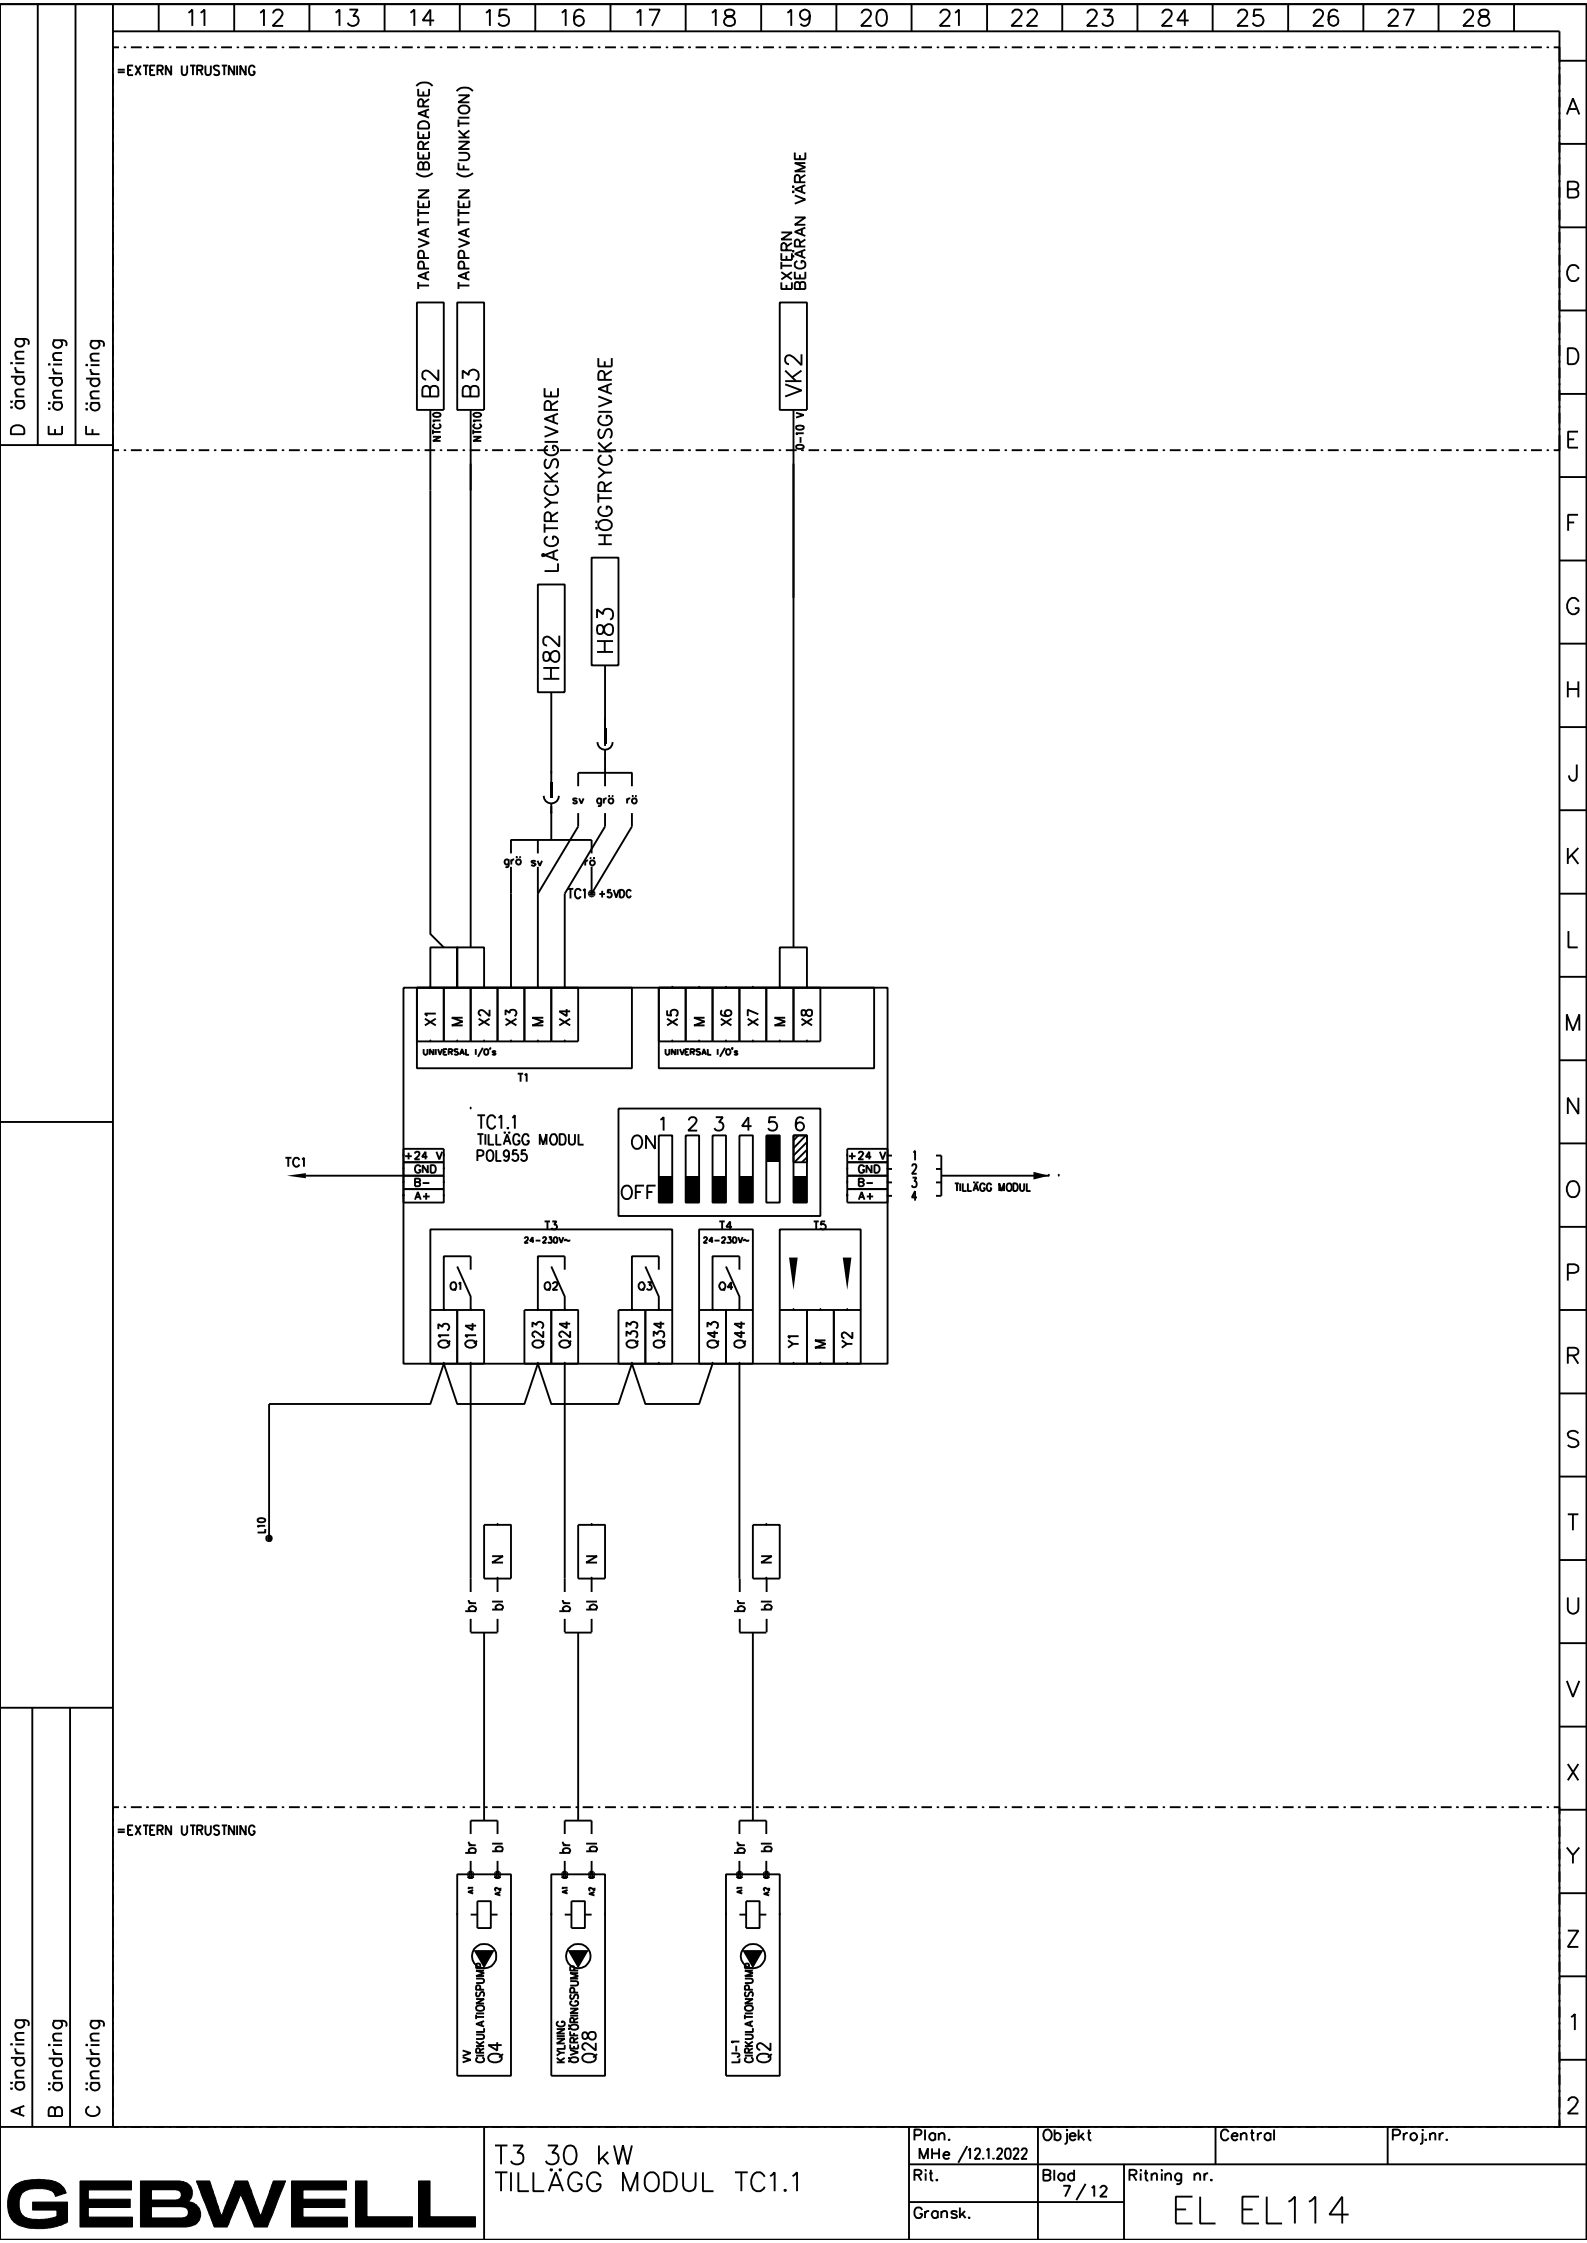 11 12 13 14 15 16 17 18 19 20 21 22 23 24 25 26 27 28
=EXTERN UTRUSTNING
A
B
C
D
E
F
G
H
J
K
L
M
N
O
P
R
S
T
U
V
X
Y
Z
1
2
D ändring
E ändring
F ändring
TAPPVATTEN (BEREDARE)
TAPPVATTEN (FUNKTION)
EXTERN
BEGÄRAN VÄRME
B2
B3
VK2
NTC10
NTC10
0-10 V
LÅGTRYCKSGIVARE
HÖGTRYCKSGIVARE
H82
H83
sv grö rö
grö sv rö
TC1 +5VDC
X1 M X2 X3 M X4
X5 M X6 X7 M X8
UNIVERSAL I/O's
UNIVERSAL I/O's
T1
TC1.1
TILLÄGG MODUL
POL955
1 2 3 4 5 6
ON
OFF
TC1
+24 V
GND
B-
A+
+24 V 1
GND 2
B- 3
A+ 4
TILLÄGG MODUL
T3
24-230V~
T4
24-230V~
T5
Q1 Q2 Q3 Q4
Q13 Q14 Q23 Q24 Q33 Q34 Q43 Q44 Y1 M Y2
L10
N N N
br bl br bl br bl
=EXTERN UTRUSTNING
br bl br bl br bl
A1 A2 A1 A2 A1 A2
VV
CIRKULATIONSPUMP
Q4
KYLNING
ÖVERFÖRINGSPUMP
Q28
LJ-1
CIRKULATIONSPUMP
Q2
A ändring
B ändring
C ändring
GEBWELL
T3 30 kW
TILLÄGG MODUL TC1.1
Plan.
MHe /12.1.2022
Objekt
Central
Proj.nr.
Rit.
Blad
7/12
Ritning nr.
EL EL114
Gransk.